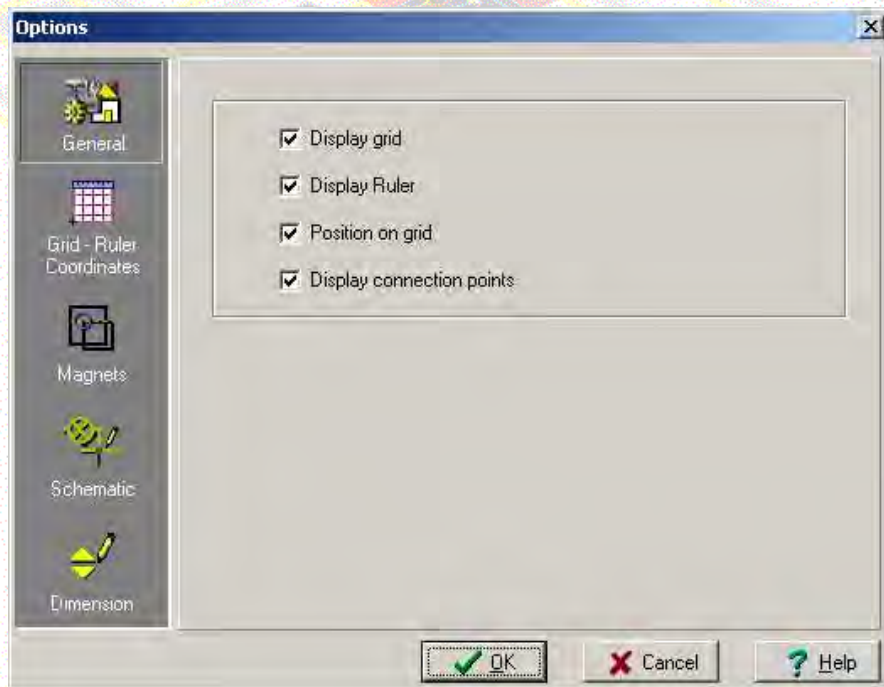 Options
General
Grid - Ruler
Coordinates
Magnets
Schematic
Dimension
Display grid
Display Ruler
Position on grid
Display connection points
OK
Cancel
Help